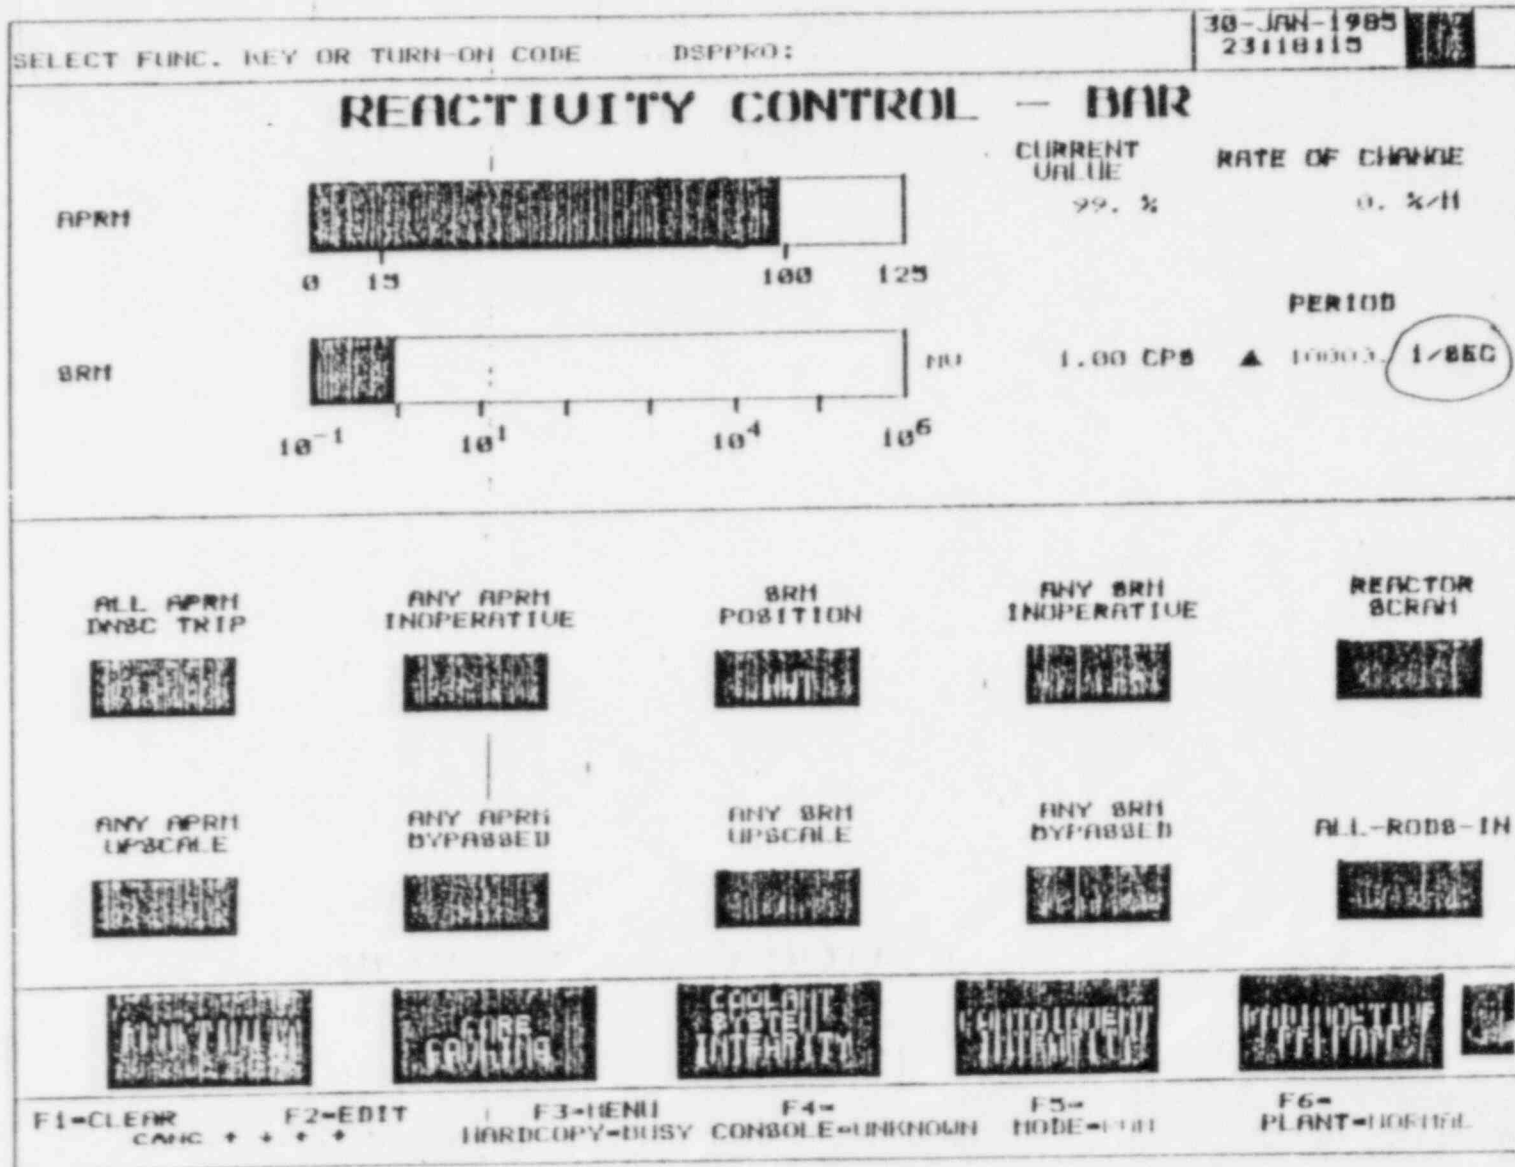 30-JAN-1985
SELECT FUNC. KEY OR TURN-ON CODE DSPPRO:
23:18:15
REACTIVITY CONTROL - BAR
CURRENT VALUE
RATE OF CHANGE
APRM
99. %
0. %/M
0 15 100 125
PERIOD
SRM
MU
1.00 CPS ▲ 10003. 1/SEC
10⁻¹ 10¹ 10⁴ 10⁶
ALL APRM DNSC TRIP
ANY APRM INOPERATIVE
SRM POSITION
ANY SRM INOPERATIVE
REACTOR SCRAM
ANY APRM UPSCALE
ANY APRM BYPASSED
ANY SRM UPSCALE
ANY SRM BYPASSED
ALL-RODS-IN
CORE COOLING
COOLANT SYSTEM INTEGRITY
CONTAINMENT INTEGRITY
F1=CLEAR F2=EDIT F3=MENU F4= F5= F6=
CANC + + + + HARDCOPY=BUSY CONSOLE=UNKNOWN MODE= PLANT=NORMAL